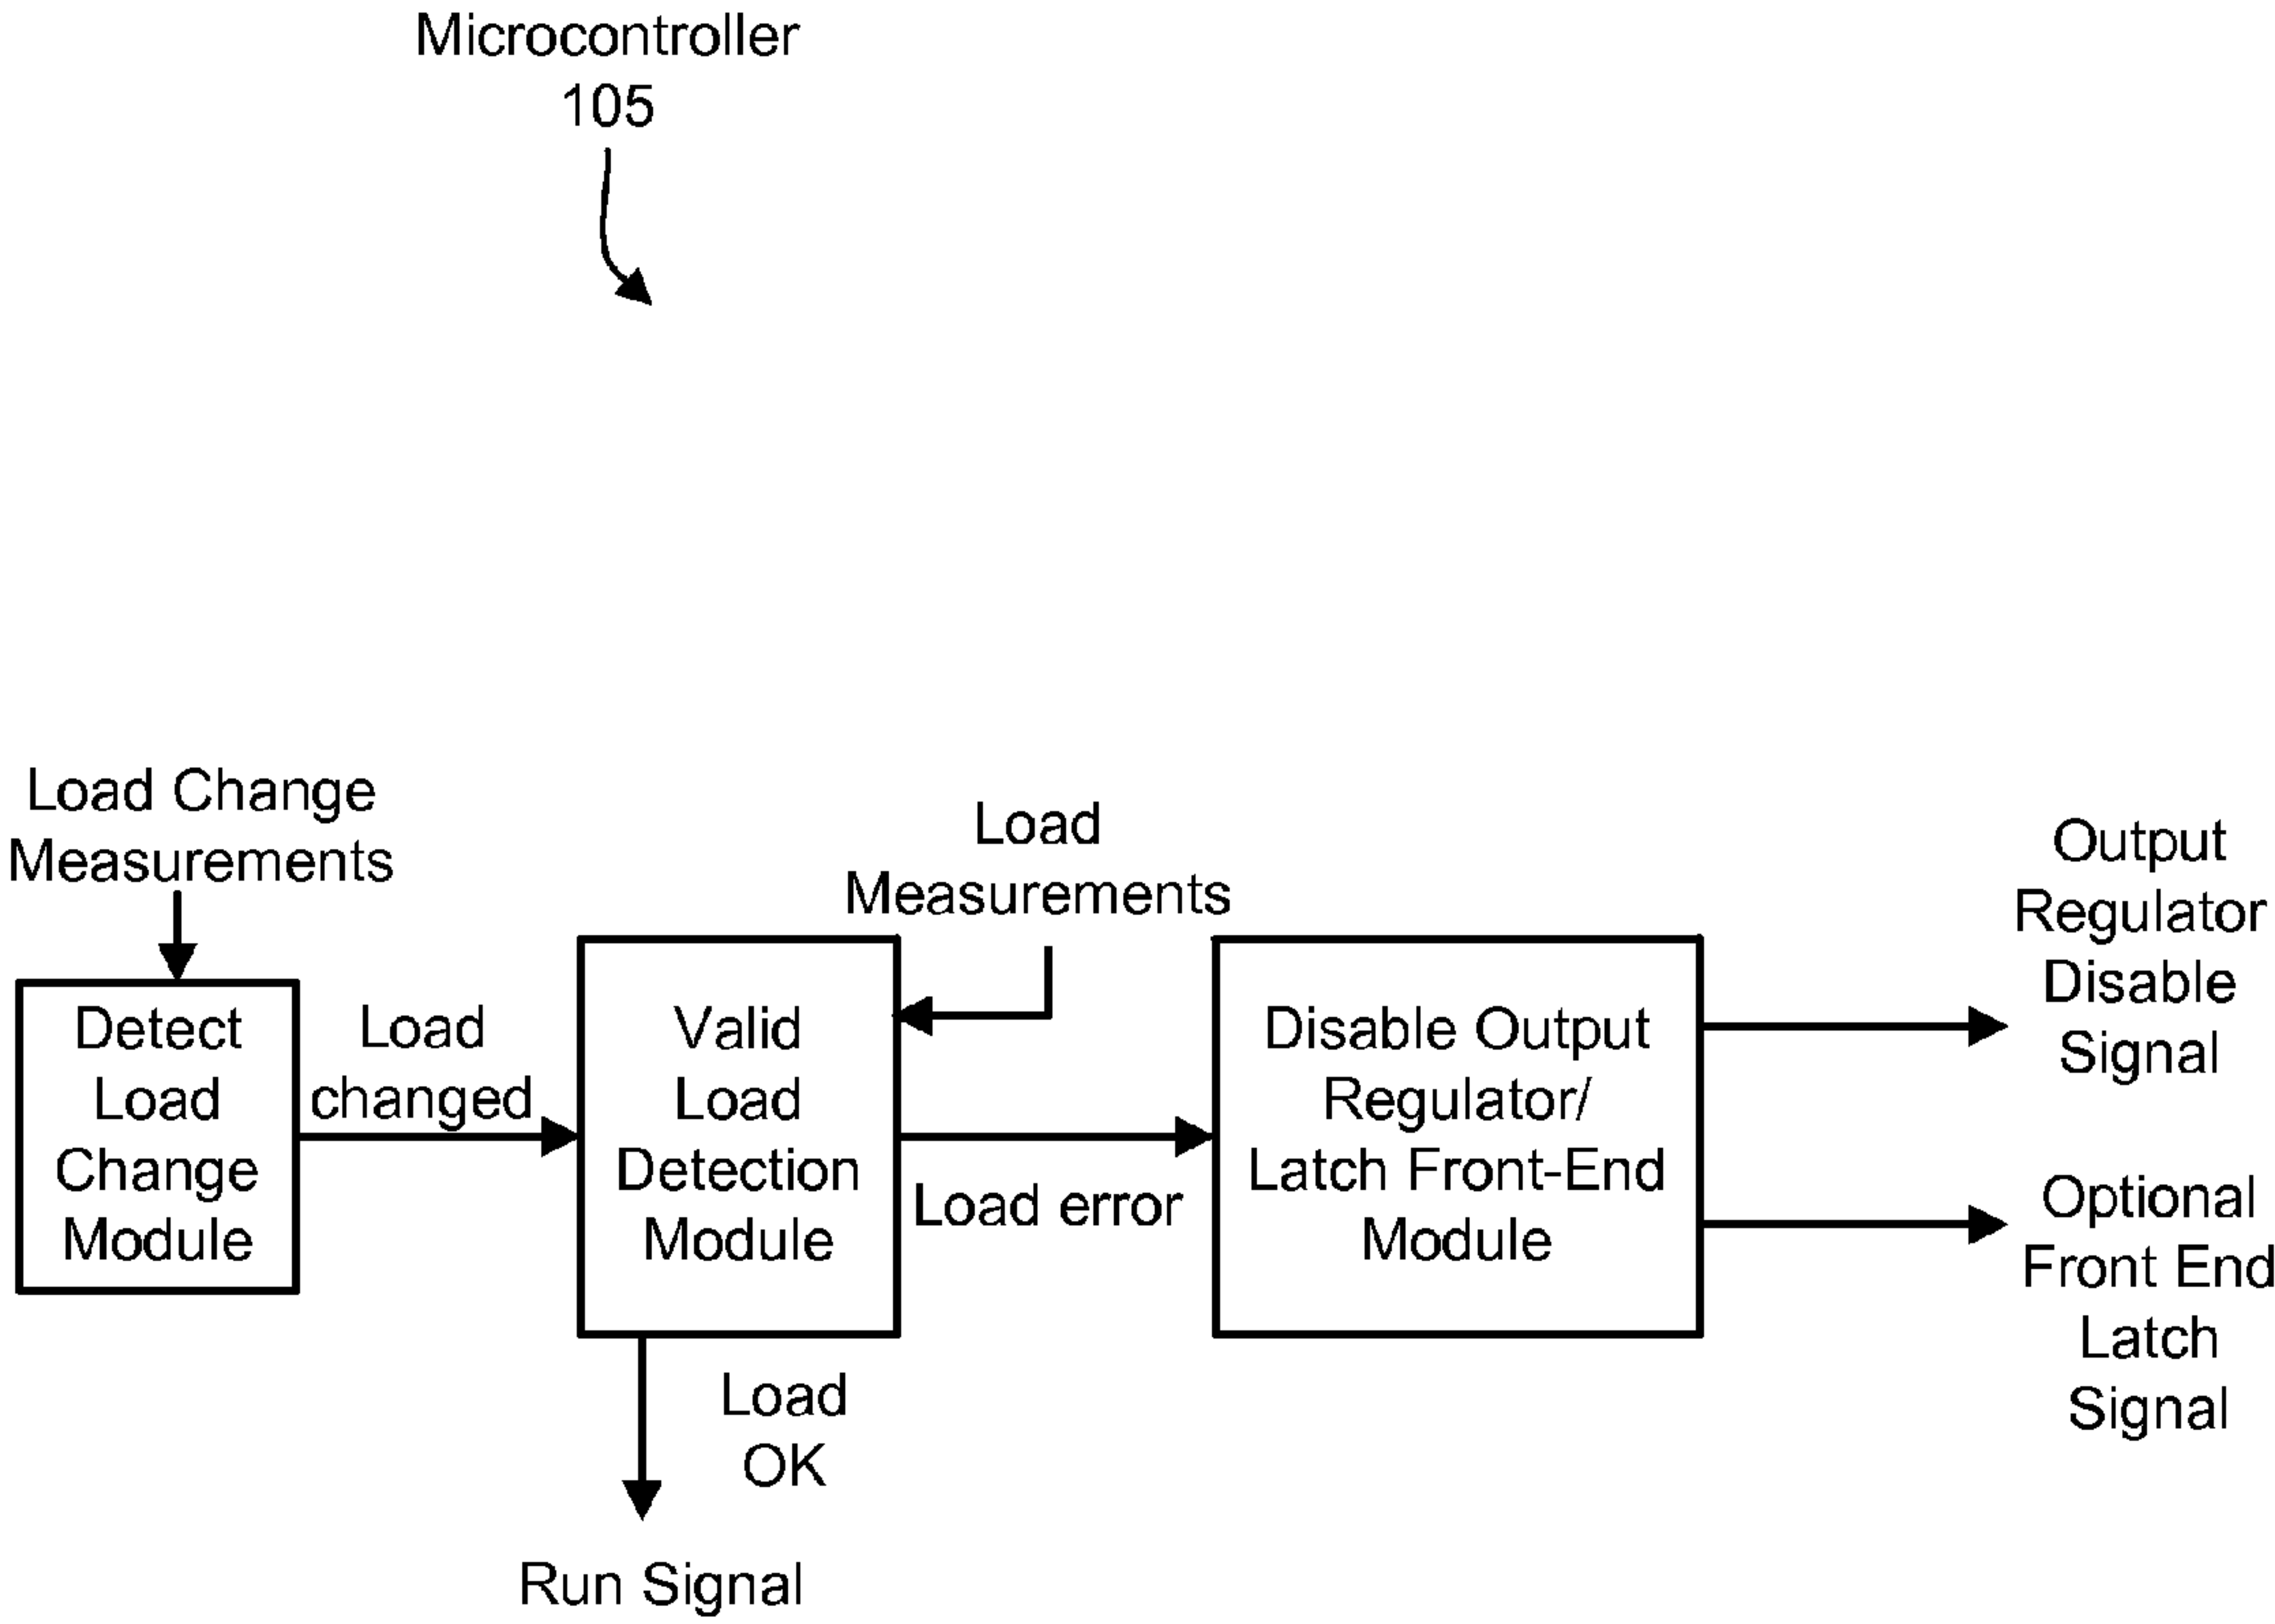 Microcontroller
105
Load Change
Measurements
Detect
Load
Change
Module
Load
changed
Load
Measurements
Valid
Load
Detection
Module
Load error
Load
OK
Run Signal
Disable Output
Regulator/
Latch Front-End
Module
Output
Regulator
Disable
Signal
Optional
Front End
Latch
Signal